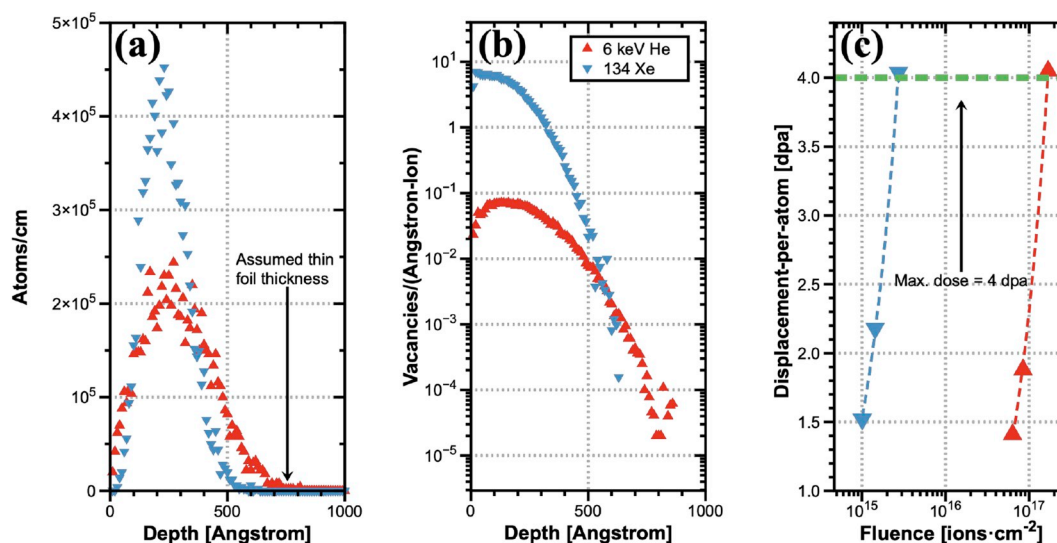 (a)
5×10⁵
4×10⁵
3×10⁵
2×10⁵
1×10⁵
0
Atoms/cm
Assumed thin
foil thickness
0
500
1000
Depth [Angstrom]
(b)
6 keV He
134 Xe
10¹
1
10⁻¹
10⁻²
10⁻³
10⁻⁴
10⁻⁵
Vacancies/(Angstron-Ion)
0
500
1000
Depth [Angstrom]
(c)
4.0
3.5
3.0
4.0
2.5
2.0
1.5
1.0
Displacement-per-atom [dpa]
Max. dose = 4 dpa
10¹⁵
10¹⁶
10¹⁷
Fluence [ions·cm⁻²]